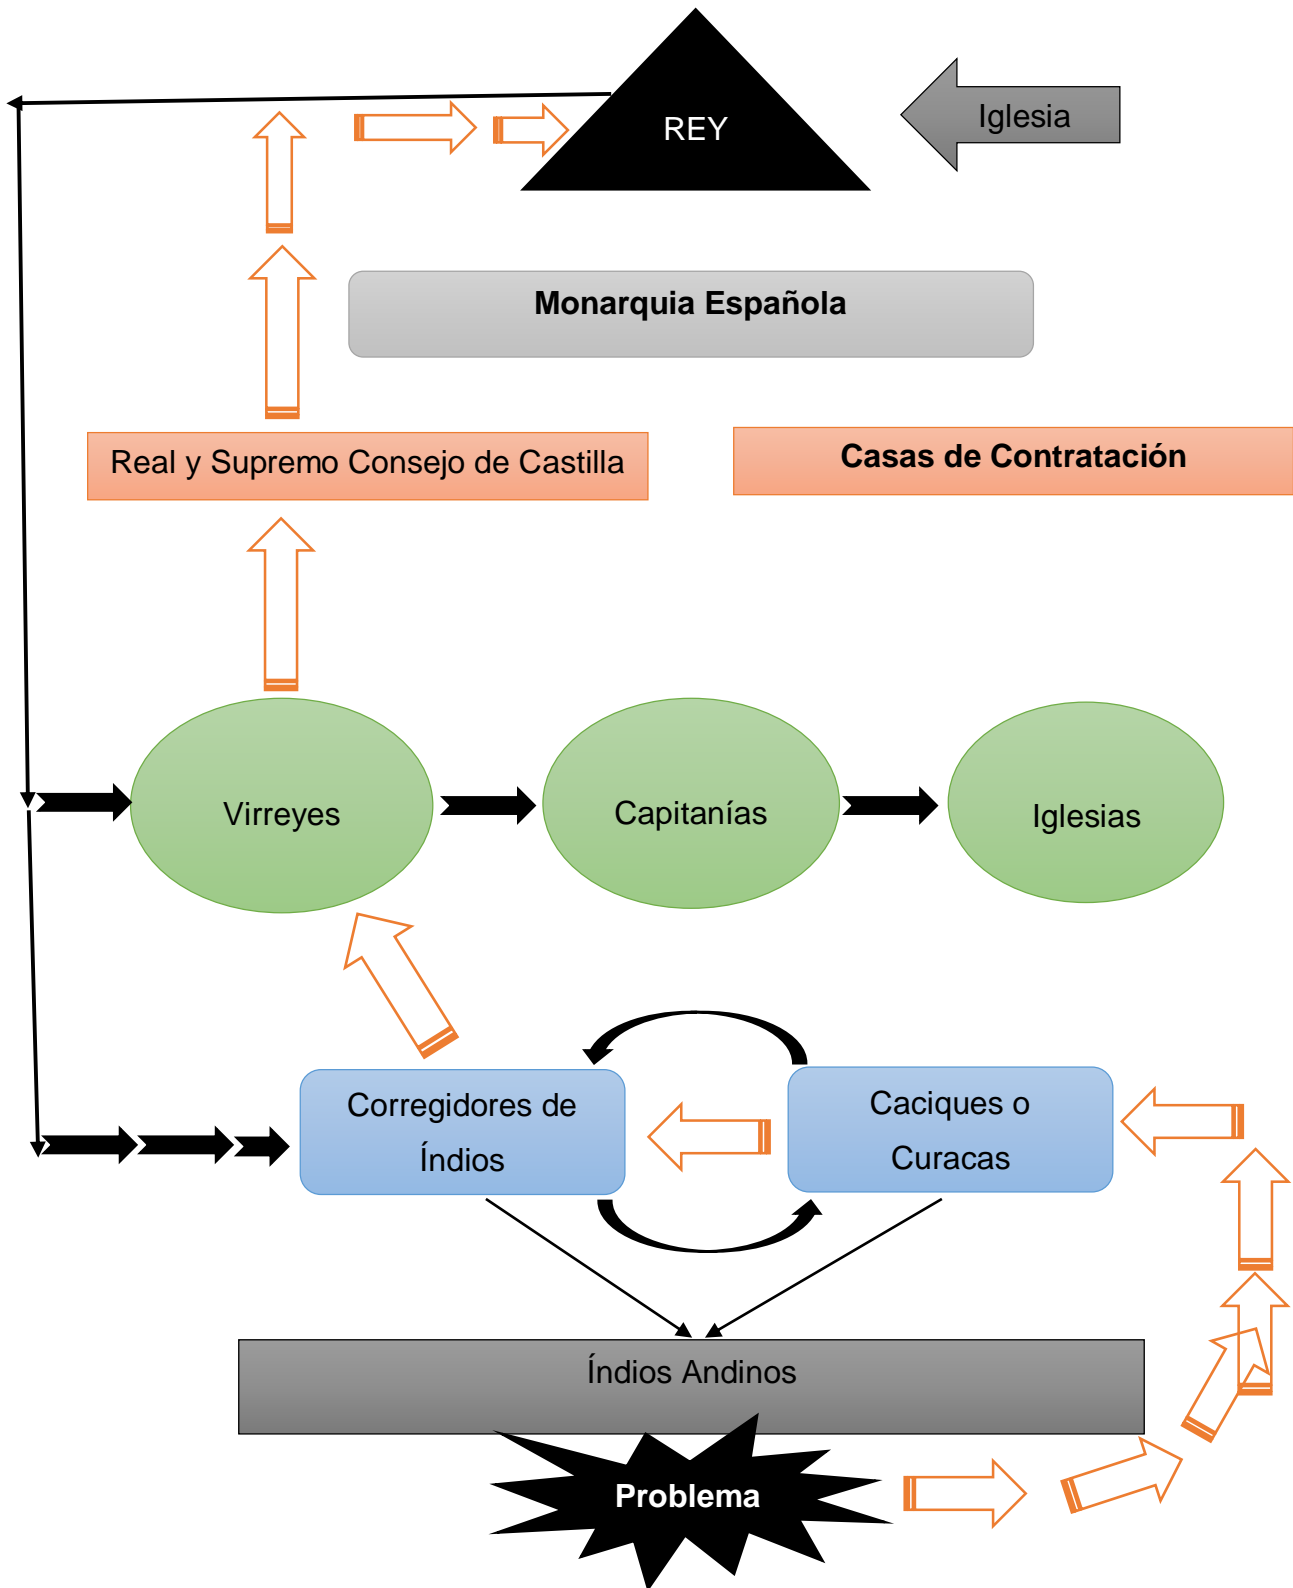 REY
Iglesia
Monarquia Española
Real y Supremo Consejo de Castilla
Casas de Contratación
Virreyes
Capitanías
Iglesias
Corregidores de
Índios
Caciques o
Curacas
Índios Andinos
Problema